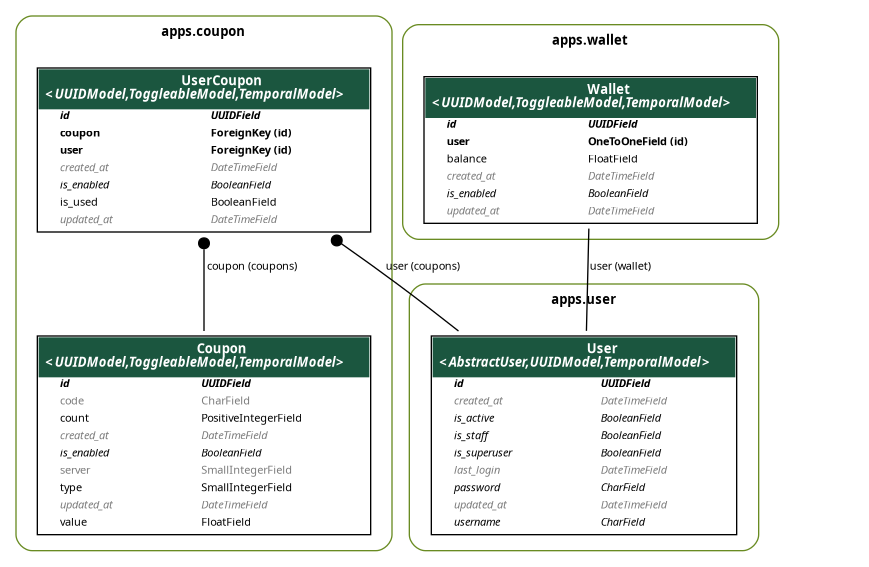 apps.coupon
UserCoupon
< UUIDModel,ToggleableModel,TemporalModel>
id UUIDField
coupon ForeignKey (id)
user ForeignKey (id)
created_at DateTimeField
is_enabled BooleanField
is_used BooleanField
updated_at DateTimeField
apps.wallet
Wallet
< UUIDModel,ToggleableModel,TemporalModel>
id UUIDField
user OneToOneField (id)
balance FloatField
created_at DateTimeField
is_enabled BooleanField
updated_at DateTimeField
coupon (coupons)
user (coupons)
user (wallet)
Coupon
< UUIDModel,ToggleableModel,TemporalModel>
id UUIDField
code CharField
count PositiveIntegerField
created_at DateTimeField
is_enabled BooleanField
server SmallIntegerField
type SmallIntegerField
updated_at DateTimeField
value FloatField
apps.user
User
< AbstractUser,UUIDModel,TemporalModel>
id UUIDField
created_at DateTimeField
is_active BooleanField
is_staff BooleanField
is_superuser BooleanField
last_login DateTimeField
password CharField
updated_at DateTimeField
username CharField